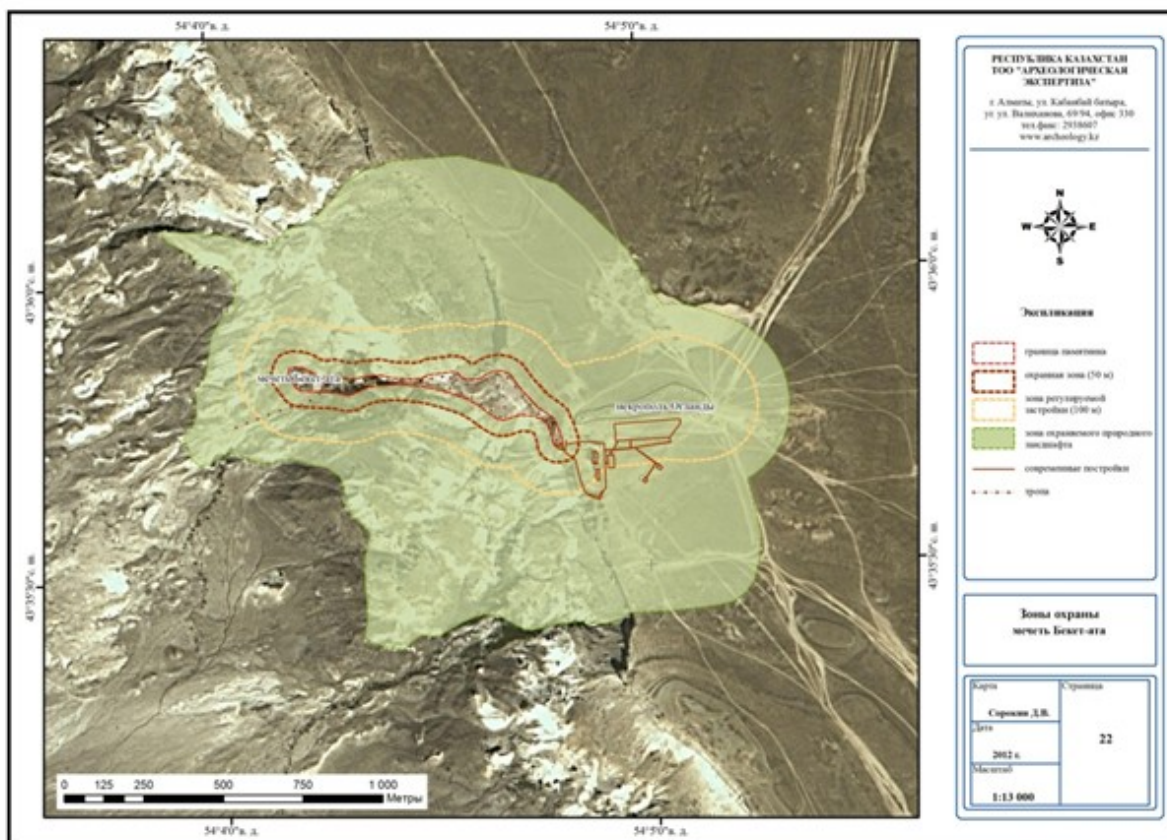 54°4'0"в. д.
54°5'0"в. д.
43°36'0"с. ш.
43°36'0"с. ш.
мечеть Бекет-ата
некрополь Огланды
43°35'30"с. ш.
43°35'30"с. ш.
0 125 250 500 750 1 000
Метры
54°4'0"в. д.
54°5'0"в. д.
РЕСПУБЛИКА КАЗАХСТАН
ТОО "АРХЕОЛОГИЧЕСКАЯ
ЭКСПЕРТИЗА"
г. Алматы, ул. Кабанбай батыра,
уг. ул. Валиханова, 69/94, офис 330
тел.факс: 2938607
www.archeology.kz
N
W E
S
Экспликация
граница памятника
охранная зона (50 м)
зона регулируемой
застройки (100 м)
зона охраняемого природного
ландшафта
современные постройки
тропа
Зоны охраны
мечеть Бекет-ата
Карта
Сорокин Д.В.
Дата
2012 г.
Масштаб
1:13 000
Страница
22